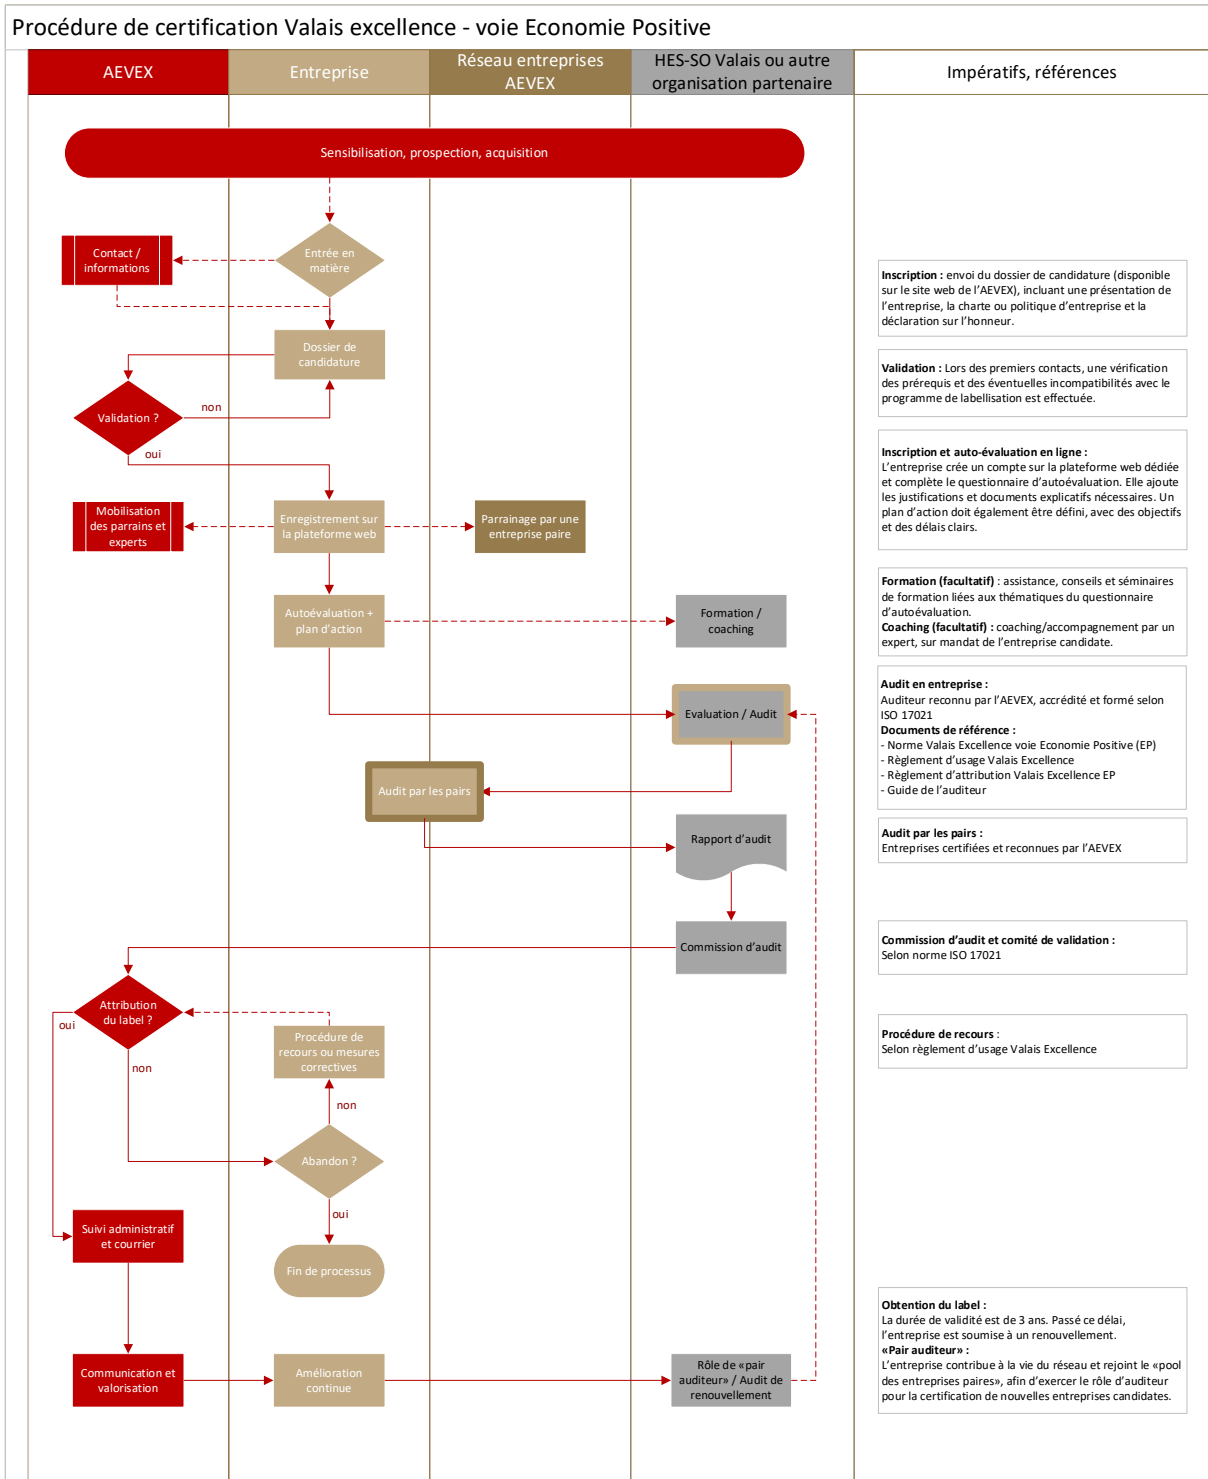 Procédure de certification Valais excellence - voie Economie Positive
AEVEX
Entreprise
Réseau entreprises
AEVEX
HES-SO Valais ou autre
organisation partenaire
Impératifs, références
Sensibilisation, prospection, acquisition
Contact /
informations
Entrée en
matière
Inscription : envoi du dossier de candidature (disponible
sur le site web de l’AEVEX), incluant une présentation de
l’entreprise, la charte ou politique d’entreprise et la
déclaration sur l’honneur.
Dossier de
candidature
Validation : Lors des premiers contacts, une vérification
des prérequis et des éventuelles incompatibilités avec le
programme de labellisation est effectuée.
Validation ?
non
oui
Inscription et auto-évaluation en ligne :
L’entreprise crée un compte sur la plateforme web dédiée
et complète le questionnaire d’autoévaluation. Elle ajoute
les justifications et documents explicatifs nécessaires. Un
plan d’action doit également être défini, avec des objectifs
et des délais clairs.
Mobilisation
des parrains et
experts
Enregistrement sur
la plateforme web
Parrainage par une
entreprise paire
Autoévaluation +
plan d’action
Formation /
coaching
Formation (facultatif) : assistance, conseils et séminaires
de formation liées aux thématiques du questionnaire
d’autoévaluation.
Coaching (facultatif) : coaching/accompagnement par un
expert, sur mandat de l’entreprise candidate.
Evaluation / Audit
Audit en entreprise :
Auditeur reconnu par l’AEVEX, accrédité et formé selon
ISO 17021
Documents de référence :
- Norme Valais Excellence voie Economie Positive (EP)
- Règlement d’usage Valais Excellence
- Règlement d’attribution Valais Excellence EP
- Guide de l’auditeur
Audit par les pairs
Rapport d’audit
Audit par les pairs :
Entreprises certifiées et reconnues par l’AEVEX
Commission d’audit
Commission d’audit et comité de validation :
Selon norme ISO 17021
Attribution
du label ?
oui
non
Procédure de
recours ou mesures
correctives
Procédure de recours :
Selon règlement d’usage Valais Excellence
non
Abandon ?
oui
Suivi administratif
et courrier
Fin de processus
Communication et
valorisation
Amélioration
continue
Rôle de «pair
auditeur» / Audit de
renouvellement
Obtention du label :
La durée de validité est de 3 ans. Passé ce délai,
l’entreprise est soumise à un renouvellement.
«Pair auditeur» :
L’entreprise contribue à la vie du réseau et rejoint le «pool
des entreprises paires», afin d’exercer le rôle d’auditeur
pour la certification de nouvelles entreprises candidates.